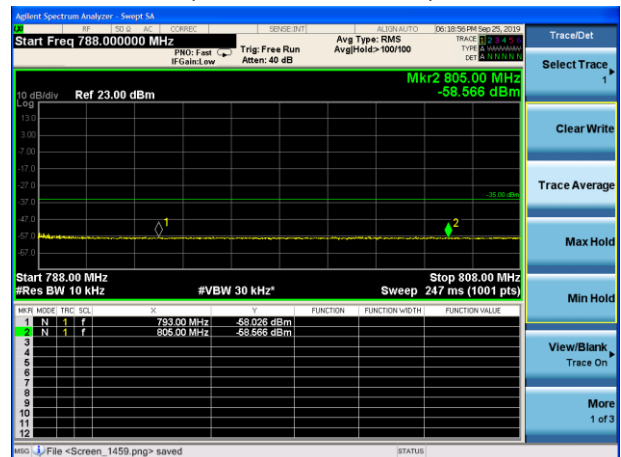 Agilent Spectrum Analyzer - Swept SA
RF 50 Ω AC CORREC SENSE:INT ALIGNAUTO 06:18:56 PM Sep 25, 2019
Start Freq 788.000000 MHz
PNO: Fast
IFGain:Low
Trig: Free Run
Atten: 40 dB
Avg Type: RMS
Avg|Hold:>100/100
TRACE 1 2 3 4 5 6
TYPE A WWWWW
DET A N N N N N
Trace/Det
Mkr2 805.00 MHz
-58.566 dBm
10 dB/div Ref 23.00 dBm
Log
13.0
3.00
-7.00
-17.0
-27.0
-35.00 dBm
-37.0
-47.0
-57.0
-67.0
1
2
Start 788.00 MHz Stop 808.00 MHz
#Res BW 10 kHz #VBW 30 kHz* Sweep 247 ms (1001 pts)
MKR MODE TRC SCL X Y FUNCTION FUNCTION WIDTH FUNCTION VALUE
1 N 1 f 793.00 MHz -58.026 dBm
2 N 1 f 805.00 MHz -58.566 dBm
3
4
5
6
7
8
9
10
11
12
MSG File <Screen_1459.png> saved STATUS
Select Trace
1
Clear Write
Trace Average
Max Hold
Min Hold
View/Blank
Trace On
More
1 of 3